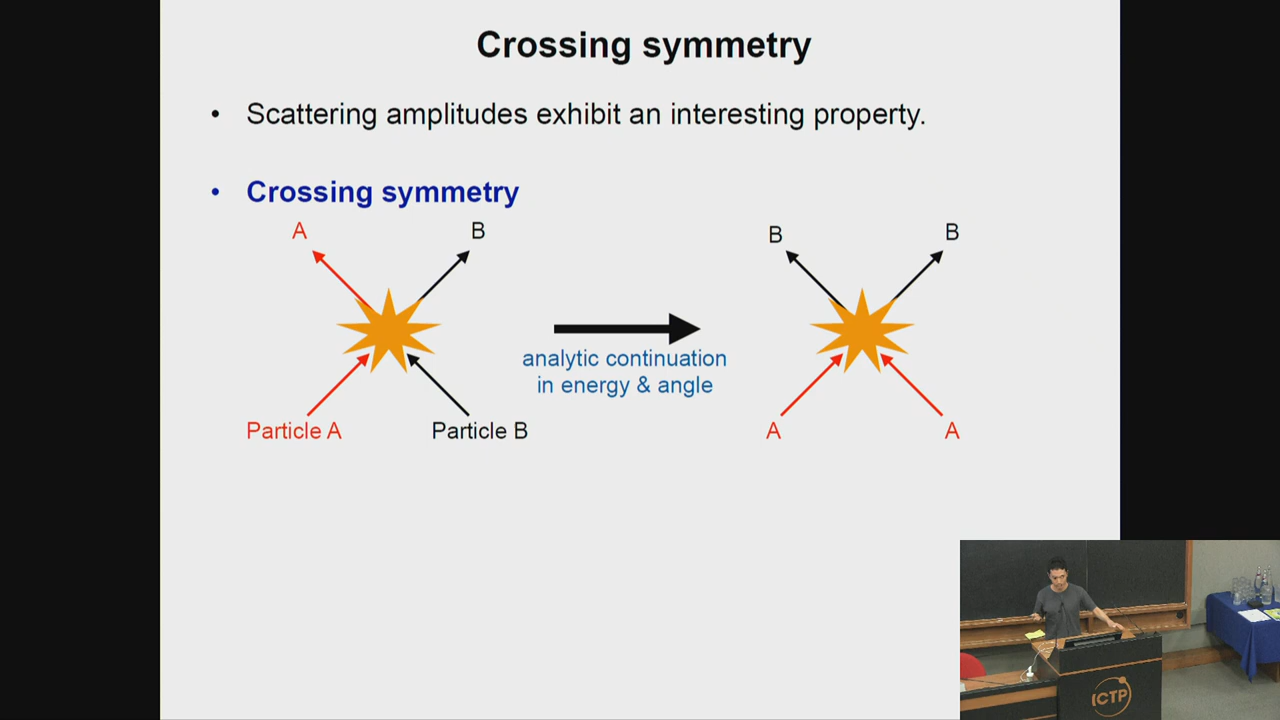 Crossing symmetry
• Scattering amplitudes exhibit an interesting property.
• Crossing symmetry
A
B
B
B
analytic continuation
in energy & angle
Particle A
Particle B
A
A
ICTP